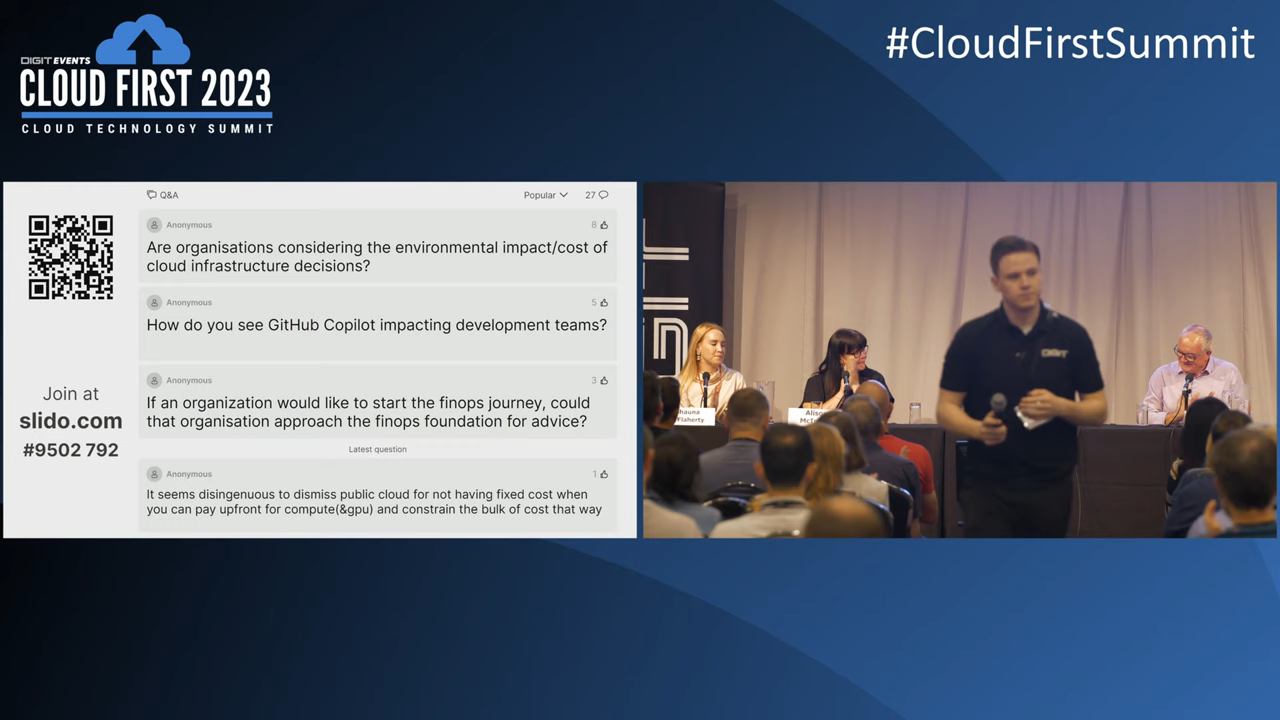 DIGIT EVENTS
CLOUD FIRST 2023
CLOUD TECHNOLOGY SUMMIT
#CloudFirstSummit
Q&A
Popular
27
Anonymous
8
Are organisations considering the environmental impact/cost of
cloud infrastructure decisions?
Anonymous
5
How do you see GitHub Copilot impacting development teams?
Anonymous
3
If an organization would like to start the finops journey, could
that organisation approach the finops foundation for advice?
Latest question
Anonymous
1
It seems disingenuous to dismiss public cloud for not having fixed cost when
you can pay upfront for compute(&gpu) and constrain the bulk of cost that way
Join at
slido.com
#9502 792
DIGIT